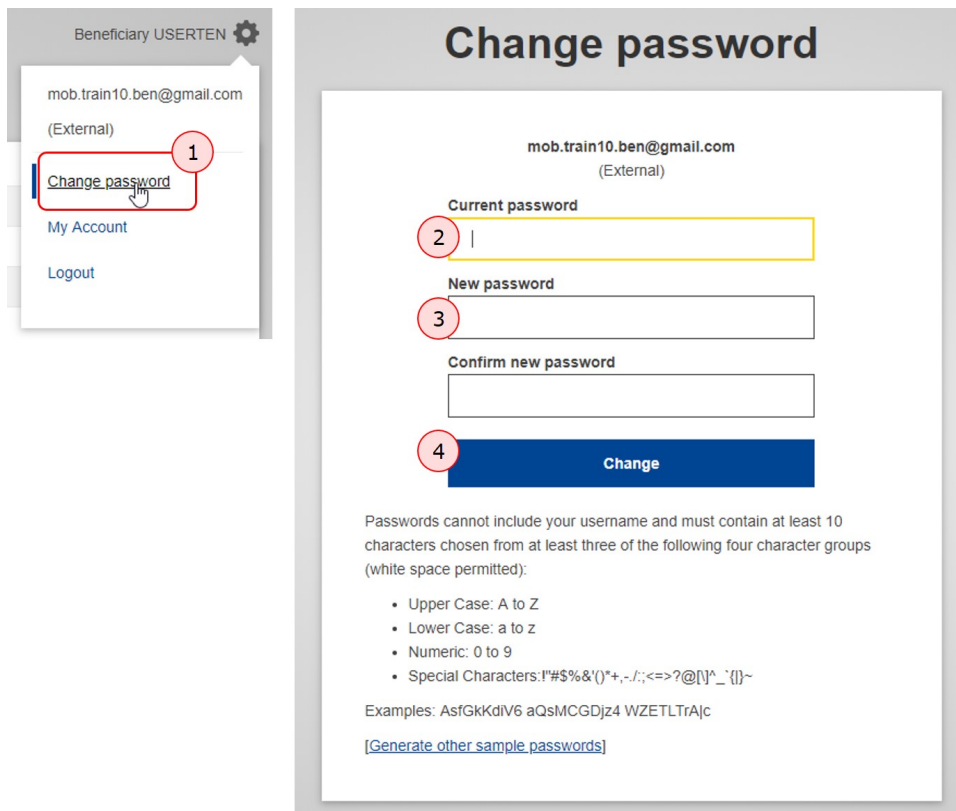 Beneficiary USERTEN
mob.train10.ben@gmail.com
(External)
1
Change password
My Account
Logout
Change password
mob.train10.ben@gmail.com
(External)
Current password
2
New password
3
Confirm new password
4
Change
Passwords cannot include your username and must contain at least 10
characters chosen from at least three of the following four character groups
(white space permitted):
• Upper Case: A to Z
• Lower Case: a to z
• Numeric: 0 to 9
• Special Characters:!"#$%&'()*+,-./:;<=>?@[\]^_`{|}~
Examples: AsfGkKdiV6 aQsMCGDjz4 WZETLTrA|c
[Generate other sample passwords]